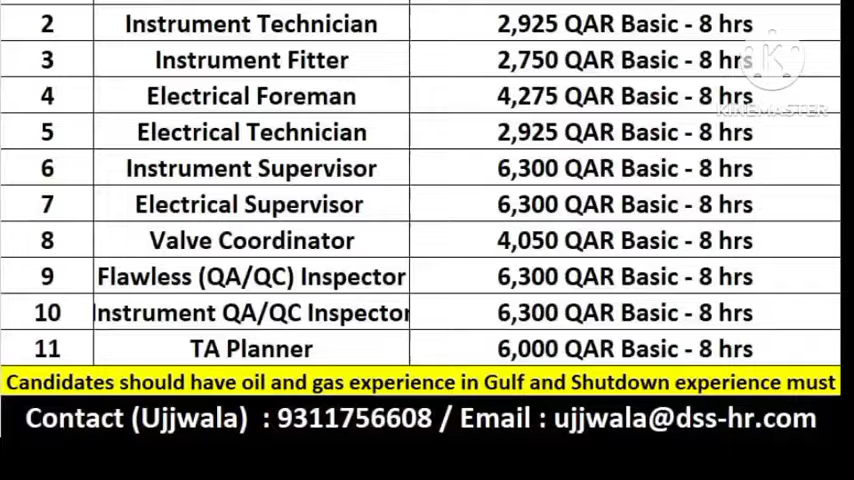 2 Instrument Technician 2,925 QAR Basic - 8 hrs
3 Instrument Fitter 2,750 QAR Basic - 8 hrs
4 Electrical Foreman 4,275 QAR Basic - 8 hrs
5 Electrical Technician 2,925 QAR Basic - 8 hrs
6 Instrument Supervisor 6,300 QAR Basic - 8 hrs
7 Electrical Supervisor 6,300 QAR Basic - 8 hrs
8 Valve Coordinator 4,050 QAR Basic - 8 hrs
9 Flawless (QA/QC) Inspector 6,300 QAR Basic - 8 hrs
10 Instrument QA/QC Inspector 6,300 QAR Basic - 8 hrs
11 TA Planner 6,000 QAR Basic - 8 hrs
Candidates should have oil and gas experience in Gulf and Shutdown experience must
Contact (Ujjwala) : 9311756608 / Email : ujjwala@dss-hr.com
K
KINEMASTER